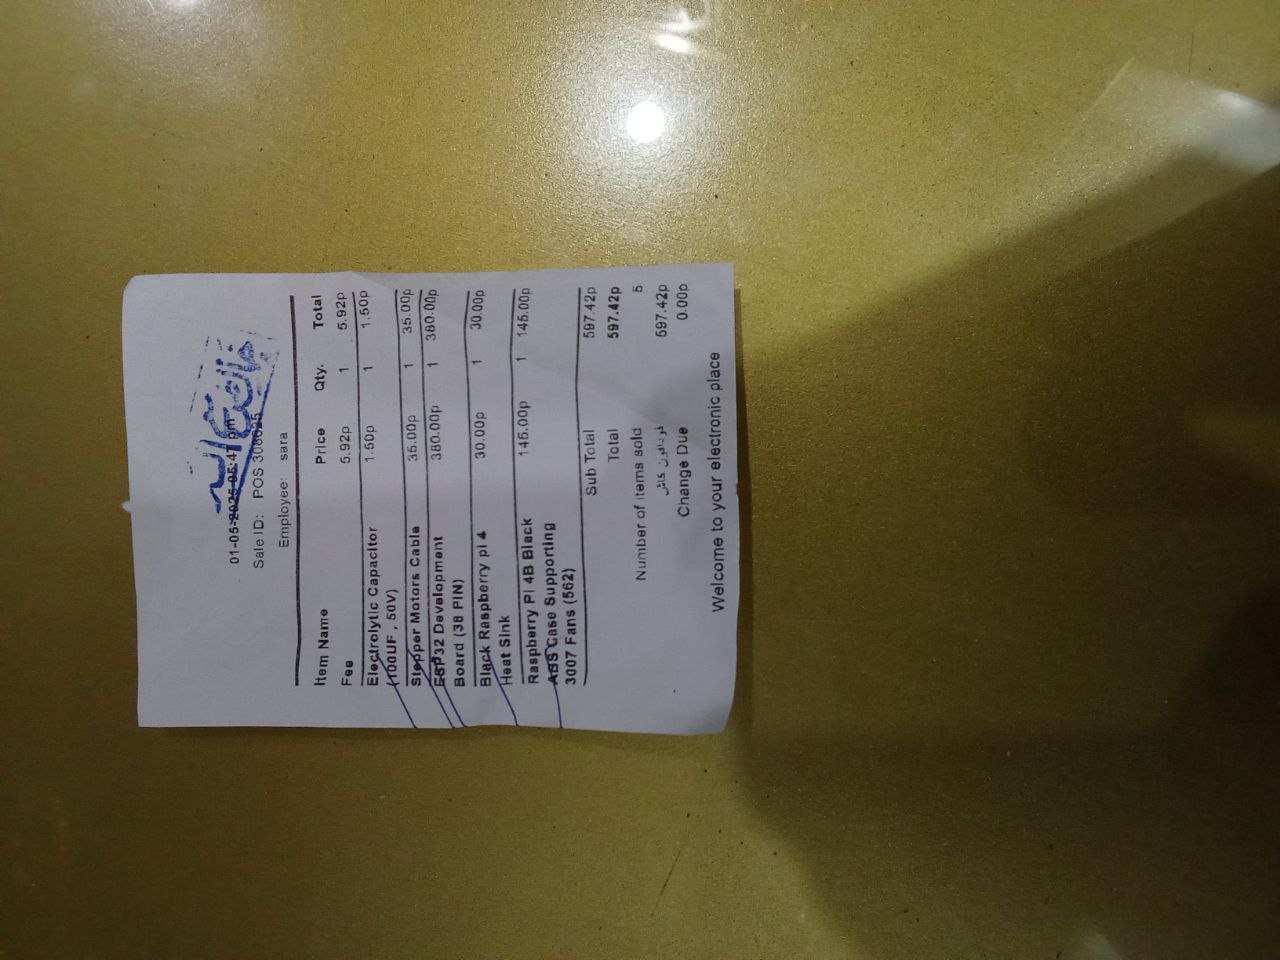 01-05-2025 05:47 pm
Sale ID: POS 308025
Employee: sara
Item Name Price Qty. Total
Fee 5.92p 1 5.92p
Electrolytic Capacitor 1.50p 1 1.50p
(100UF , 50V)
Stepper Motors Cable 35.00p 1 35.00p
ESP32 Development 380.00p 1 380.00p
Board (38 PIN)
Black Raspberry pi 4 30.00p 1 30.00p
Heat Sink
Raspberry Pi 4B Black 145.00p 1 145.00p
ABS Case Supporting
3007 Fans (562)
Sub Total 597.42p
Total 597.42p
Number of items sold 5
كاش 597.42p
Change Due 0.00p
Welcome to your electronic place